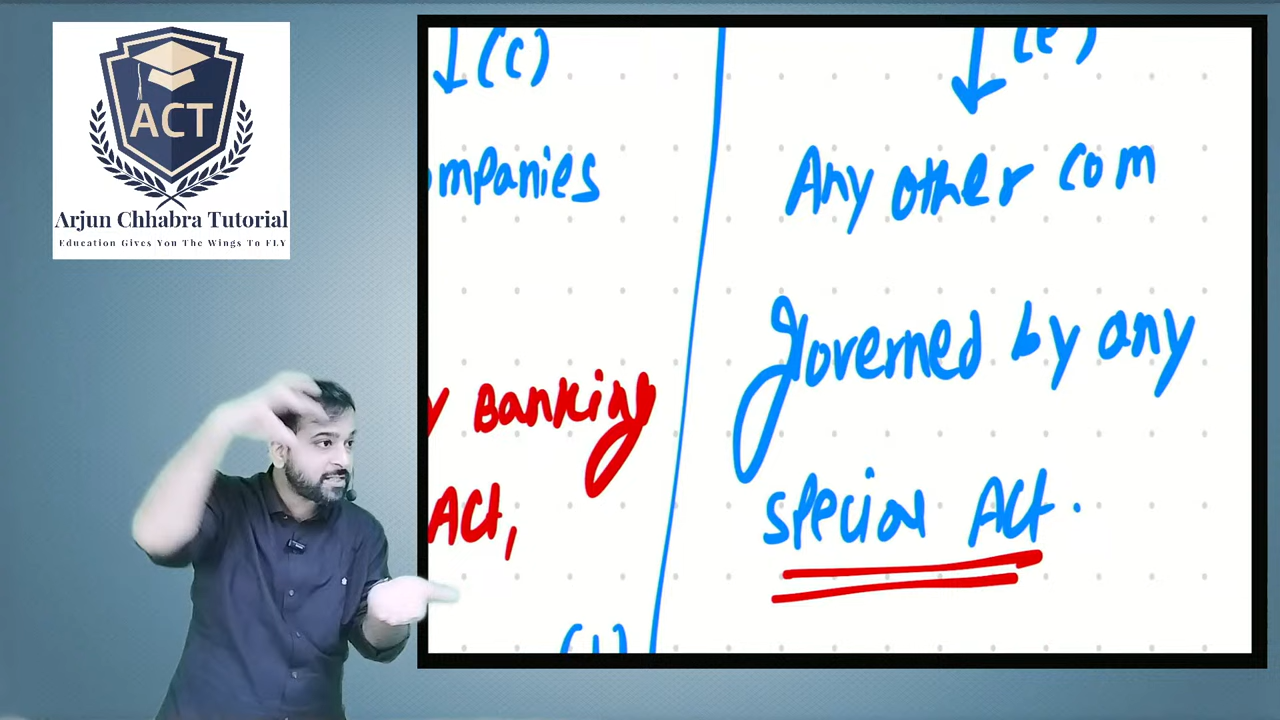 ACT
Arjun Chhabra Tutorial
Education Gives You The Wings To FLY
(c)
ompanies
y Banking
Act,
(e)
Any other com
governed by any
special Act.